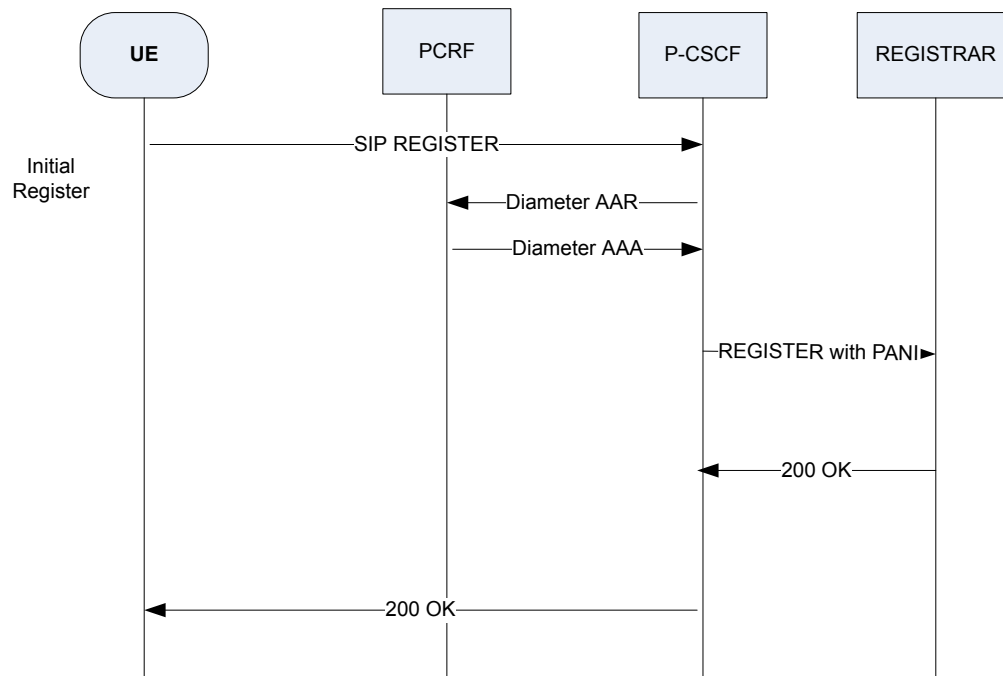 UE
PCRF
P-CSCF
REGISTRAR
SIP REGISTER
Initial
Register
Diameter AAR
Diameter AAA
REGISTER with PANI
200 OK
200 OK